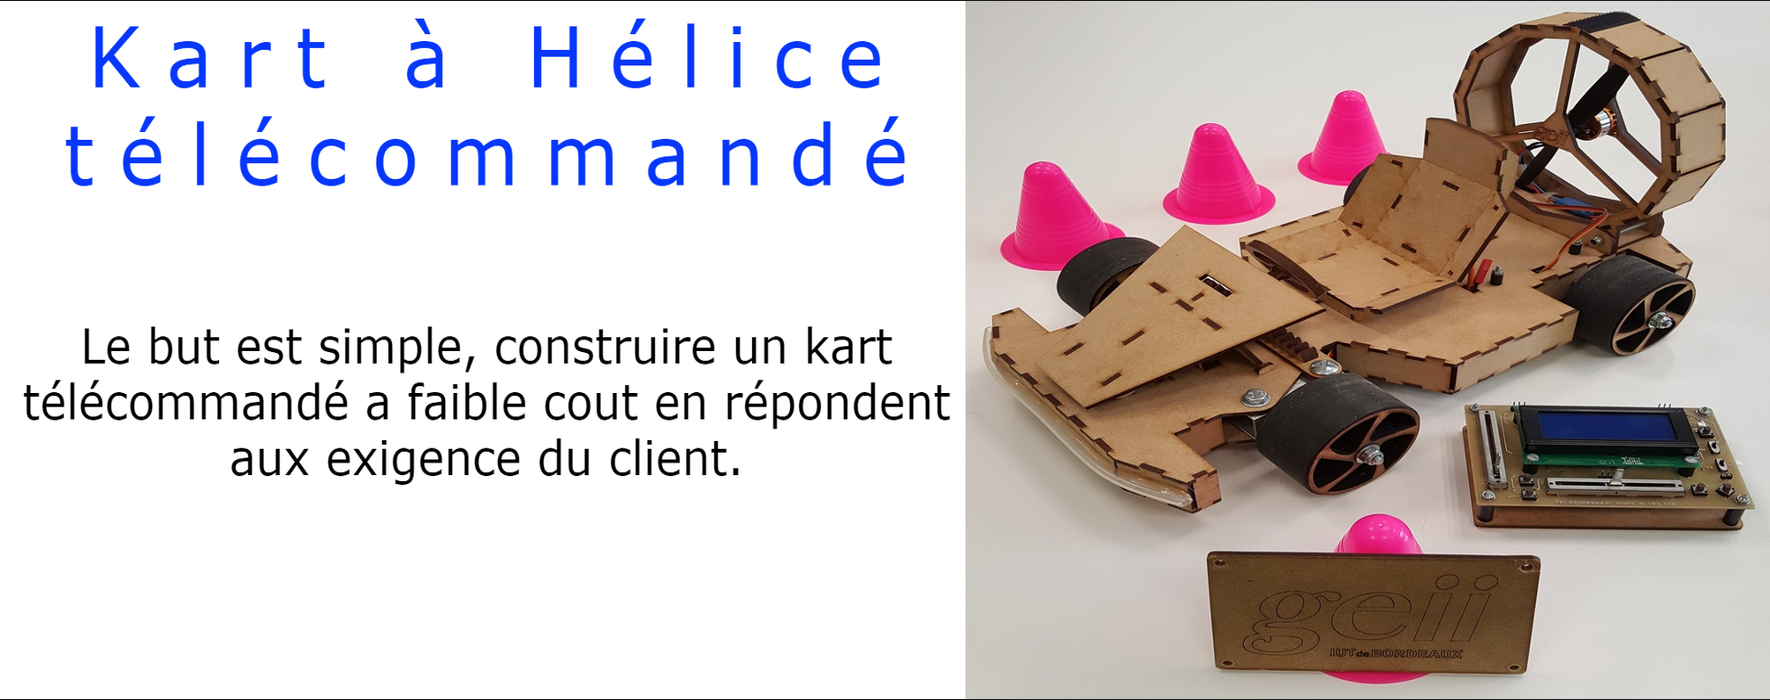 Kart à Hélice
télécommandé
Le but est simple, construire un kart
télécommandé a faible cout en répondent
aux exigence du client.
geii
geii
IUT de BORDEAUX